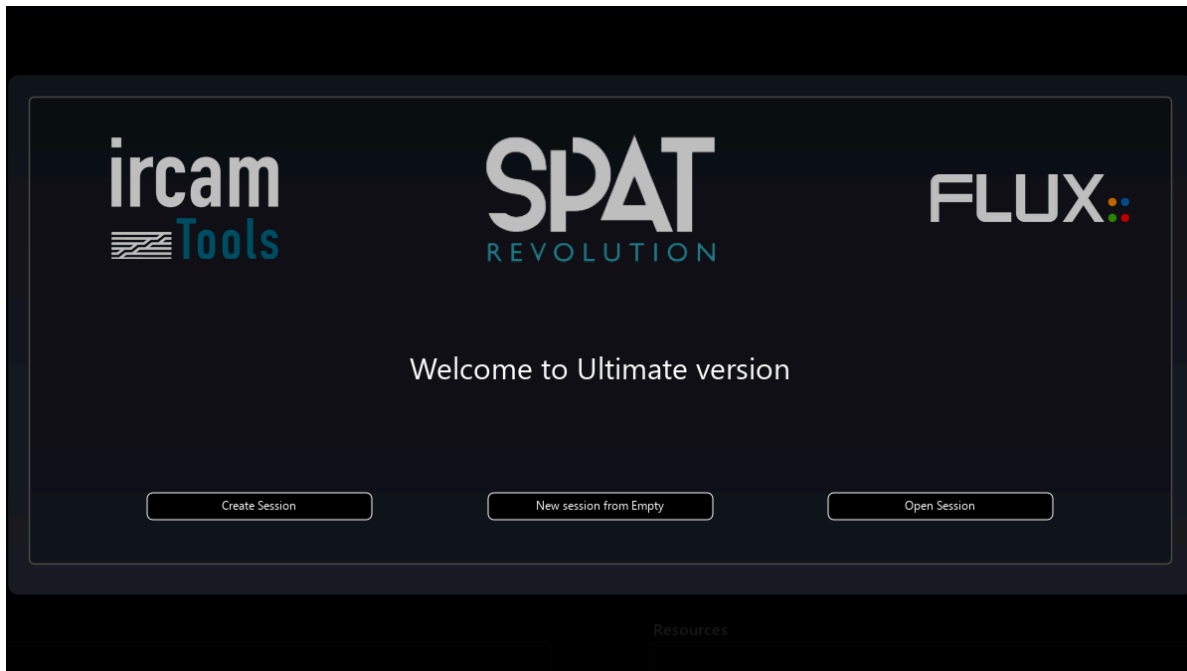 ircam
Tools
SPAT
REVOLUTION
FLUX::
Welcome to Ultimate version
Create Session
New session from Empty
Open Session
Resources